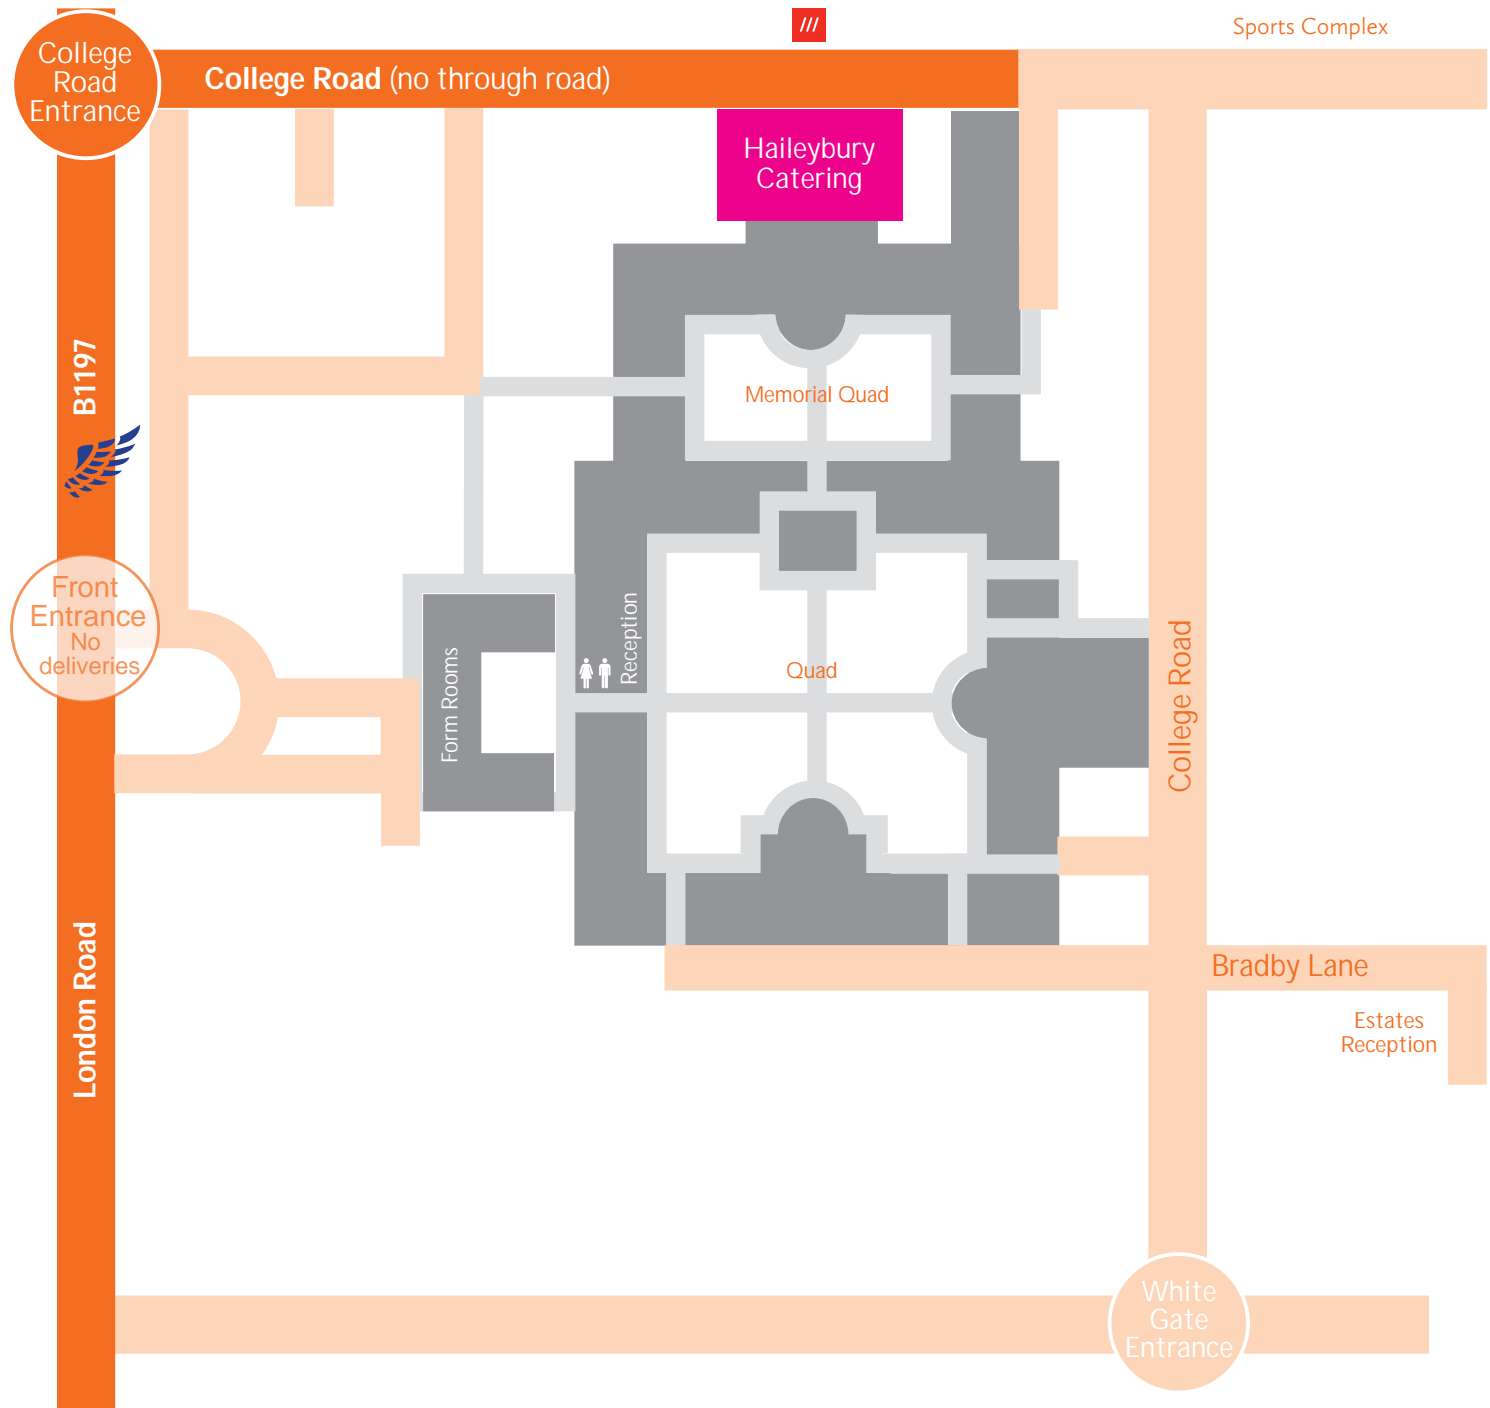 Sports Complex
College
Road
Entrance
College Road (no through road)
Haileybury
Catering
B1197
Memorial Quad
Front
Entrance
No
deliveries
Reception
Form Rooms
Quad
College Road
London Road
Bradby Lane
Estates
Reception
White
Gate
Entrance